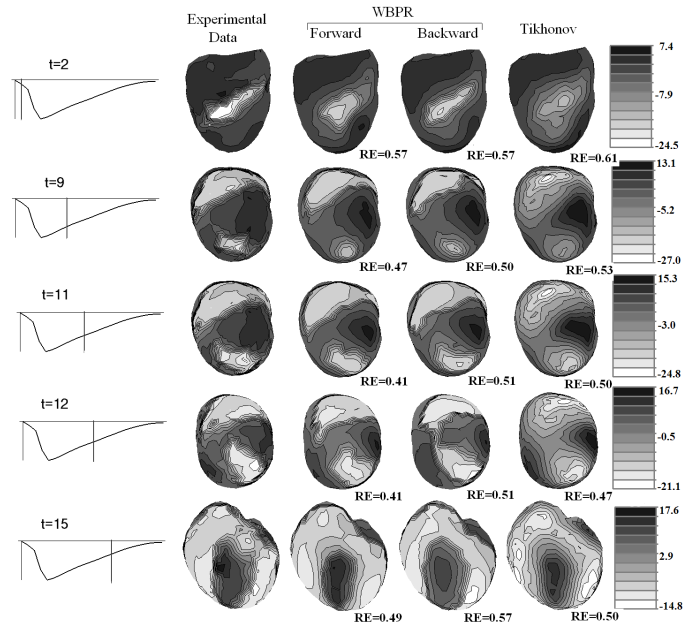 Experimental
Data
WBPR
Forward
Backward
Tikhonov
t=2
RE=0.57
RE=0.57
RE=0.61
7.4
-7.9
-24.5
t=9
RE=0.47
RE=0.50
RE=0.53
13.1
-5.2
-27.0
t=11
RE=0.41
RE=0.51
RE=0.50
15.3
-3.0
-24.8
t=12
RE=0.41
RE=0.51
RE=0.47
16.7
-0.5
-21.1
t=15
RE=0.49
RE=0.57
RE=0.50
17.6
2.9
-14.8